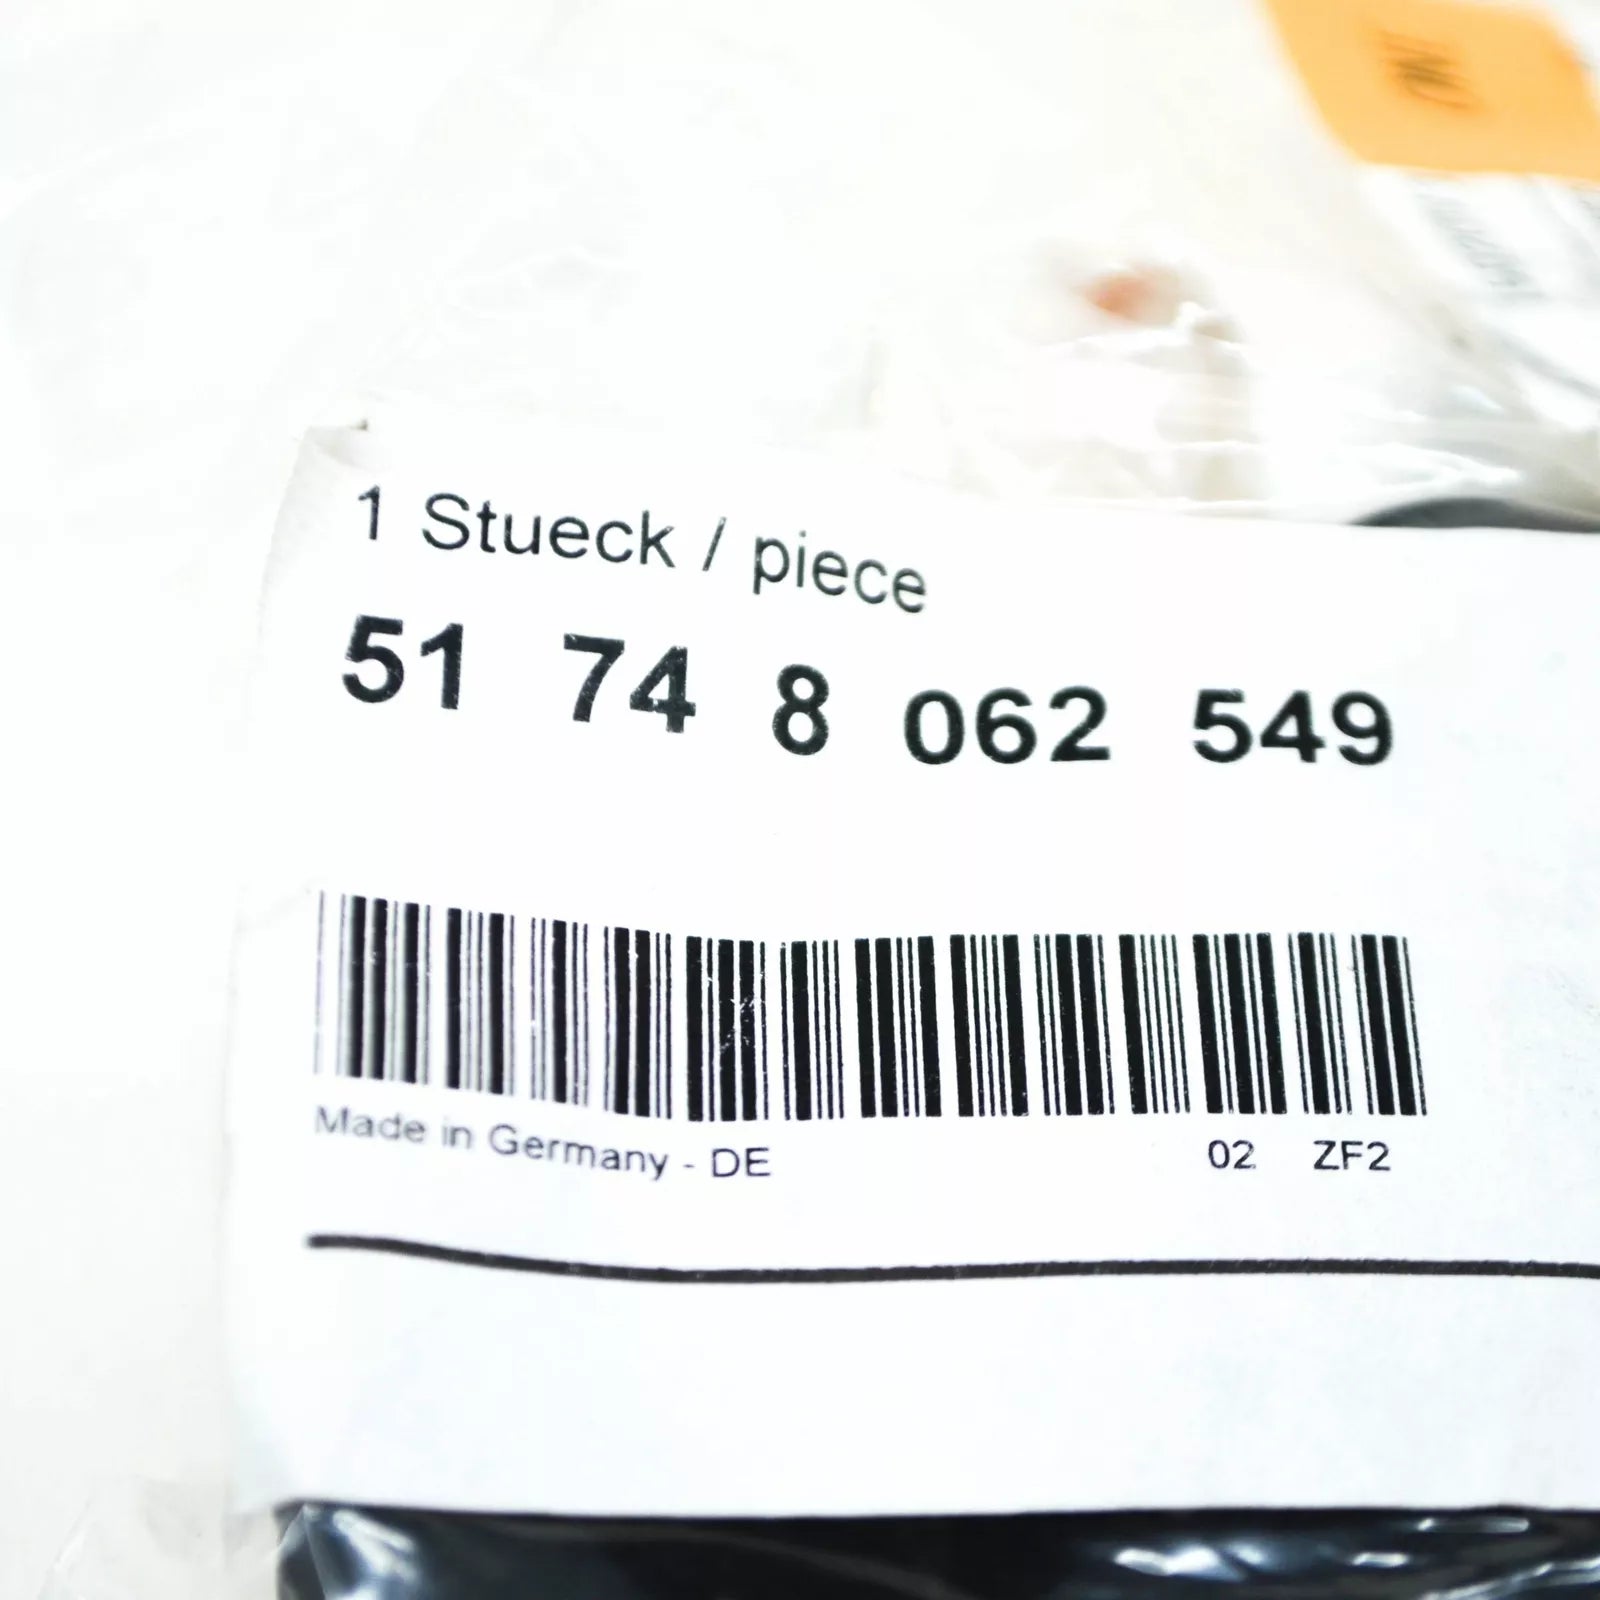 1 Stueck / piece
51 74 8 062 549
Made in Germany - DE 02 ZF2